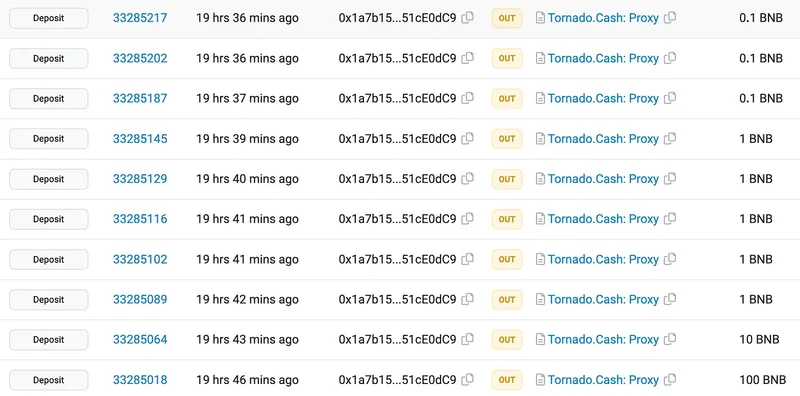 Deposit 33285217 19 hrs 36 mins ago 0x1a7b15...51cE0dC9 OUT Tornado.Cash: Proxy 0.1 BNB
Deposit 33285202 19 hrs 36 mins ago 0x1a7b15...51cE0dC9 OUT Tornado.Cash: Proxy 0.1 BNB
Deposit 33285187 19 hrs 37 mins ago 0x1a7b15...51cE0dC9 OUT Tornado.Cash: Proxy 0.1 BNB
Deposit 33285145 19 hrs 39 mins ago 0x1a7b15...51cE0dC9 OUT Tornado.Cash: Proxy 1 BNB
Deposit 33285129 19 hrs 40 mins ago 0x1a7b15...51cE0dC9 OUT Tornado.Cash: Proxy 1 BNB
Deposit 33285116 19 hrs 41 mins ago 0x1a7b15...51cE0dC9 OUT Tornado.Cash: Proxy 1 BNB
Deposit 33285102 19 hrs 41 mins ago 0x1a7b15...51cE0dC9 OUT Tornado.Cash: Proxy 1 BNB
Deposit 33285089 19 hrs 42 mins ago 0x1a7b15...51cE0dC9 OUT Tornado.Cash: Proxy 1 BNB
Deposit 33285064 19 hrs 43 mins ago 0x1a7b15...51cE0dC9 OUT Tornado.Cash: Proxy 10 BNB
Deposit 33285018 19 hrs 46 mins ago 0x1a7b15...51cE0dC9 OUT Tornado.Cash: Proxy 100 BNB